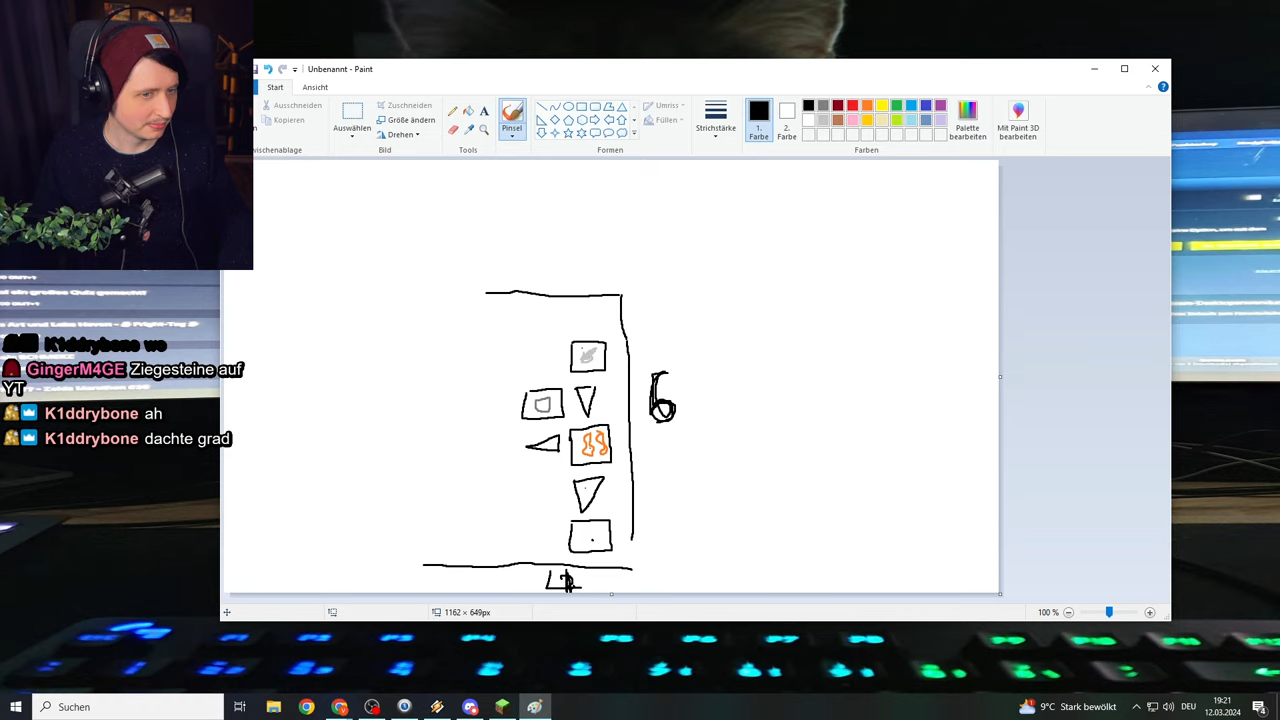 Unbenannt - Paint
Start
Ansicht
Ausschneiden
Kopieren
wischenablage
Auswählen
Zuschneiden
Größe ändern
Drehen
Bild
Tools
Pinsel
Umriss
Füllen
Formen
Strichstärke
1. Farbe
2. Farbe
Palette bearbeiten
Farben
Mit Paint 3D bearbeiten
K1ddrybone wo
GingerM4GE Ziegesteine auf
YT
K1ddrybone ah
K1ddrybone dachte grad
6
1162 × 649px
100 %
Suchen
9°C Stark bewölkt
DEU
19:21
12.03.2024
4